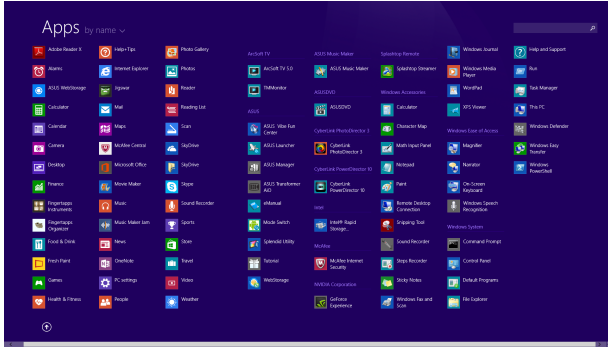 Apps by name
Adobe Reader X
Alarms
ASUS WebStorage
Calculator
Calendar
Camera
Desktop
Finance
Fingertapps
Instruments
Fingertapps
Organizer
Food & Drink
Fresh Paint
Games
Health & Fitness
Help+Tips
Internet Explorer
Jigswar
Mail
Maps
McAfee Central
Microsoft Office
Movie Maker
Music
Music Maker Jam
News
OneNote
PC settings
People
Photo Gallery
Photos
Reader
Reading List
Scan
SkyDrive
SkyDrive
Skype
Sound Recorder
Sports
Store
Travel
Video
Weather
ArcSoft TV
ArcSoft TV 5.0
TMMonitor
ASUS
ASUS Vibe Fun
Center
ASUS Launcher
ASUS Manager
ASUS Transformer
AiO
eManual
Mode Switch
Splendid Utility
Tutorial
WebStorage
ASUS Music Maker
ASUS Music Maker
ASUSDVD
ASUSDVD
CyberLink PhotoDirector 3
CyberLink
PhotoDirector 3
CyberLink PowerDirector 10
CyberLink
PowerDirector 10
Intel
Intel® Rapid
Storage...
McAfee
McAfee Internet
Security
NVIDIA Corporation
GeForce
Experience
Splashtop Remote
Splashtop Streamer
Windows Accessories
Calculator
Character Map
Math Input Panel
Notepad
Paint
Remote Desktop
Connection
Snipping Tool
Sound Recorder
Steps Recorder
Sticky Notes
Windows Fax and
Scan
Windows Journal
Windows Media
Player
WordPad
XPS Viewer
Windows Ease of Access
Magnifier
Narrator
On-Screen
Keyboard
Windows Speech
Recognition
Windows System
Command Prompt
Control Panel
Default Programs
File Explorer
Help and Support
Run
Task Manager
This PC
Windows Defender
Windows Easy
Transfer
Windows
PowerShell